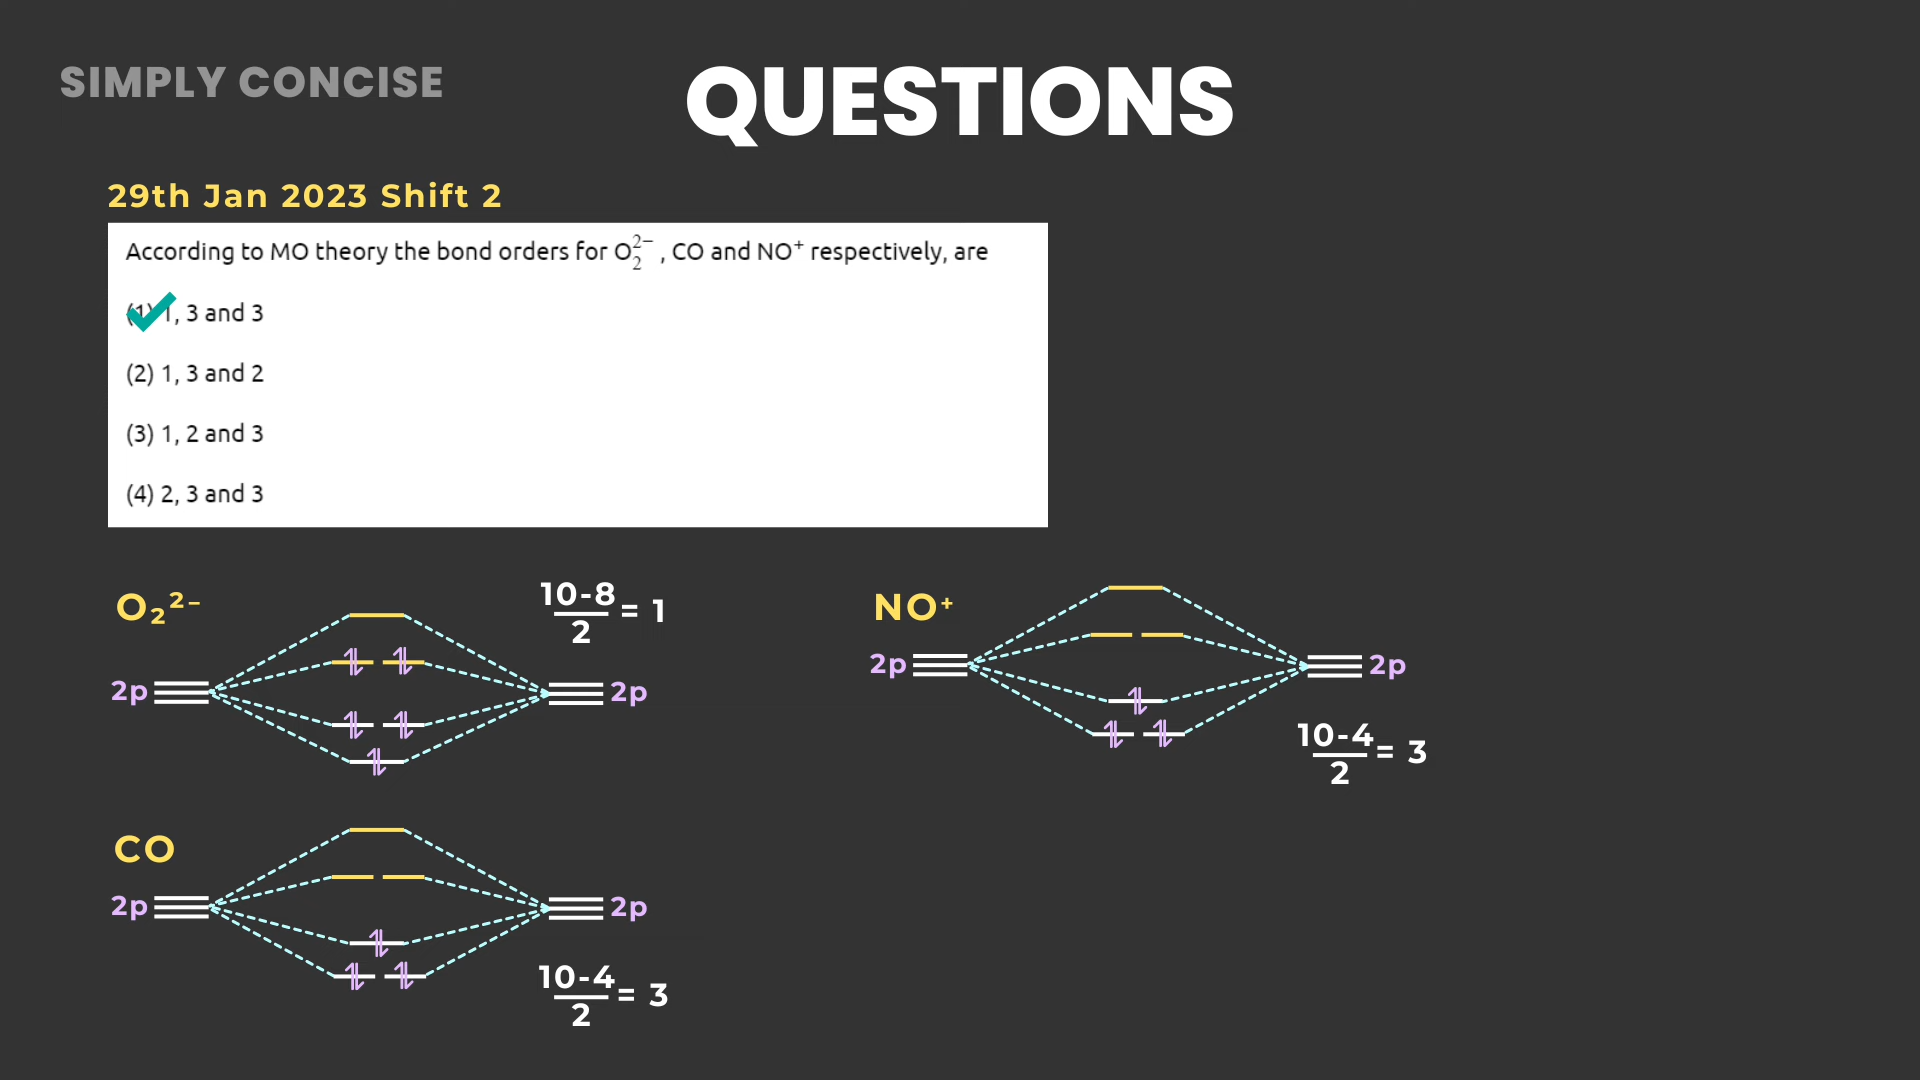 SIMPLY CONCISE
QUESTIONS
29th Jan 2023 Shift 2
According to MO theory the bond orders for O₂²⁻ , CO and NO⁺ respectively, are
(1) 1, 3 and 3
(2) 1, 3 and 2
(3) 1, 2 and 3
(4) 2, 3 and 3
O₂²⁻
10-8
2
= 1
2p
2p
NO⁺
2p
2p
10-4
2
= 3
CO
2p
2p
10-4
2
= 3